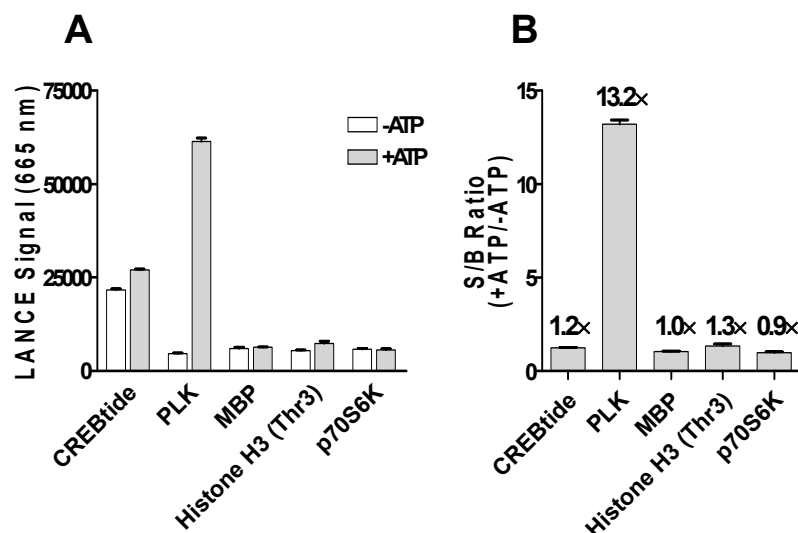 A
LANCE Signal (665 nm)
75000
50000
25000
0
-ATP
+ATP
CREBtide
PLK
MBP
Histone H3 (Thr3)
p70S6K
B
S/B Ratio
(+ATP/-ATP)
15
10
5
0
1.2×
13.2×
1.0×
1.3×
0.9×
CREBtide
PLK
MBP
Histone H3 (Thr3)
p70S6K